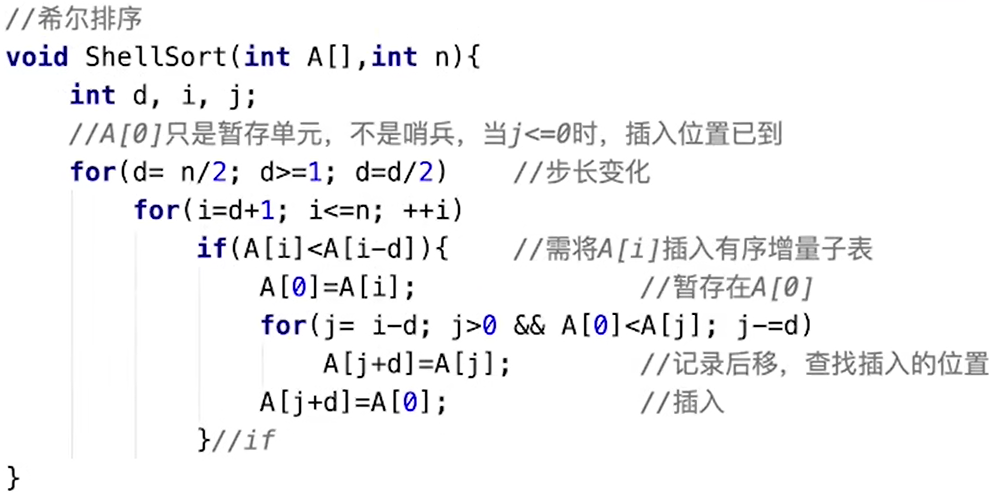 //希尔排序
void ShellSort(int A[],int n){
    int d, i, j;
    //A[0]只是暂存单元，不是哨兵，当j<=0时，插入位置已到
    for(d= n/2; d>=1; d=d/2)    //步长变化
        for(i=d+1; i<=n; ++i)
            if(A[i]<A[i-d]){    //需将A[i]插入有序增量子表
                A[0]=A[i];              //暂存在A[0]
                for(j= i-d; j>0 && A[0]<A[j]; j-=d)
                    A[j+d]=A[j];        //记录后移，查找插入的位置
                A[j+d]=A[0];            //插入
            }//if
}